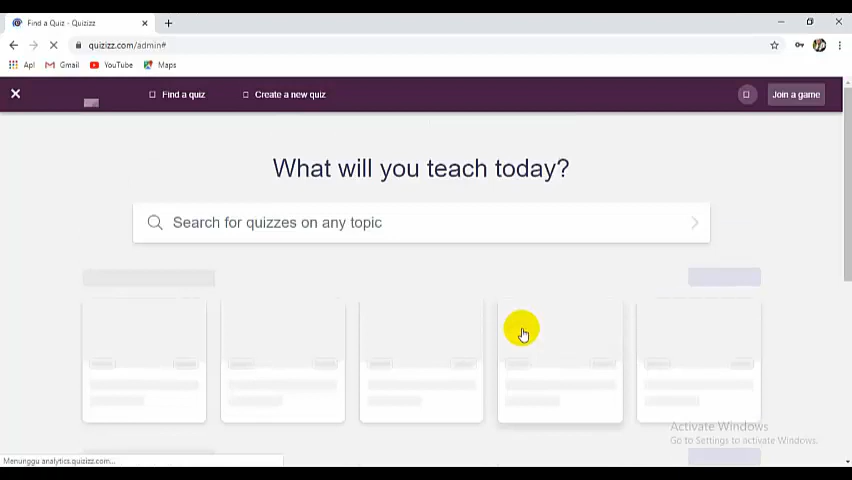 Find a Quiz - Quizizz
quizizz.com/admin#
Apl
Gmail
YouTube
Maps
Find a quiz
Create a new quiz
Join a game
What will you teach today?
Search for quizzes on any topic
Activate Windows
Go to Settings to activate Windows.
Menunggu analytics.quizizz.com...